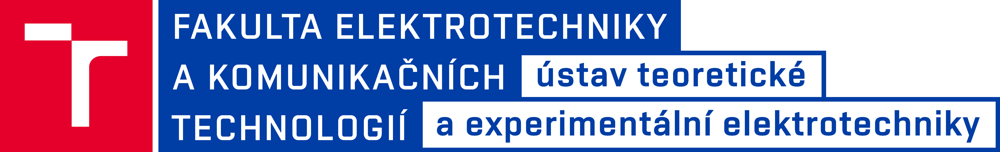 FAKULTA ELEKTROTECHNIKY
A KOMUNIKAČNÍCH ústav teoretické
TECHNOLOGIÍ a experimentální elektrotechniky